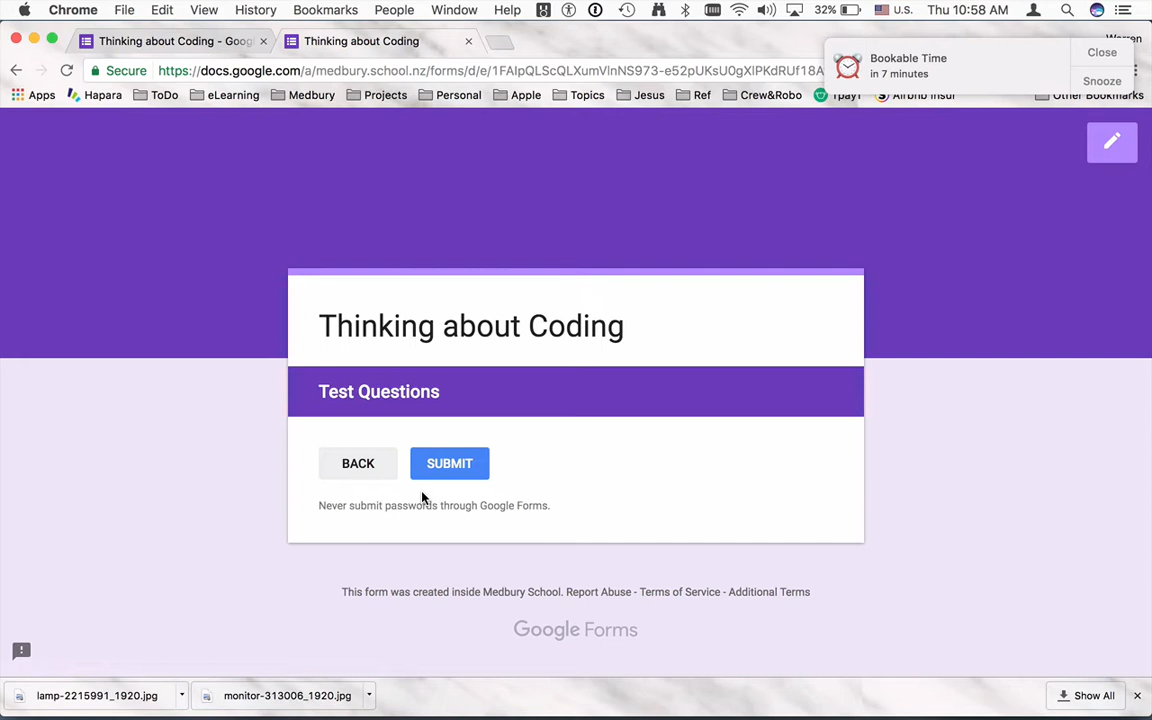 Chrome File Edit View History Bookmarks People Window Help 32% U.S. Thu 10:58 AM
Thinking about Coding - Goog Thinking about Coding Warren
Secure https://docs.google.com/a/medbury.school.nz/forms/d/e/1FAIpQLScQLXumVlnNS973-e52pUKsU0gXlPKdRUf18A
Bookable Time
in 7 minutes
Close
Snooze
Apps Hapara ToDo eLearning Medbury Projects Personal Apple Topics Jesus Ref Crew&Robo Tpay1 Airbnb Insur Other Bookmarks
Thinking about Coding
Test Questions
BACK SUBMIT
Never submit passwords through Google Forms.
This form was created inside Medbury School. Report Abuse - Terms of Service - Additional Terms
Google Forms
lamp-2215991_1920.jpg monitor-313006_1920.jpg Show All